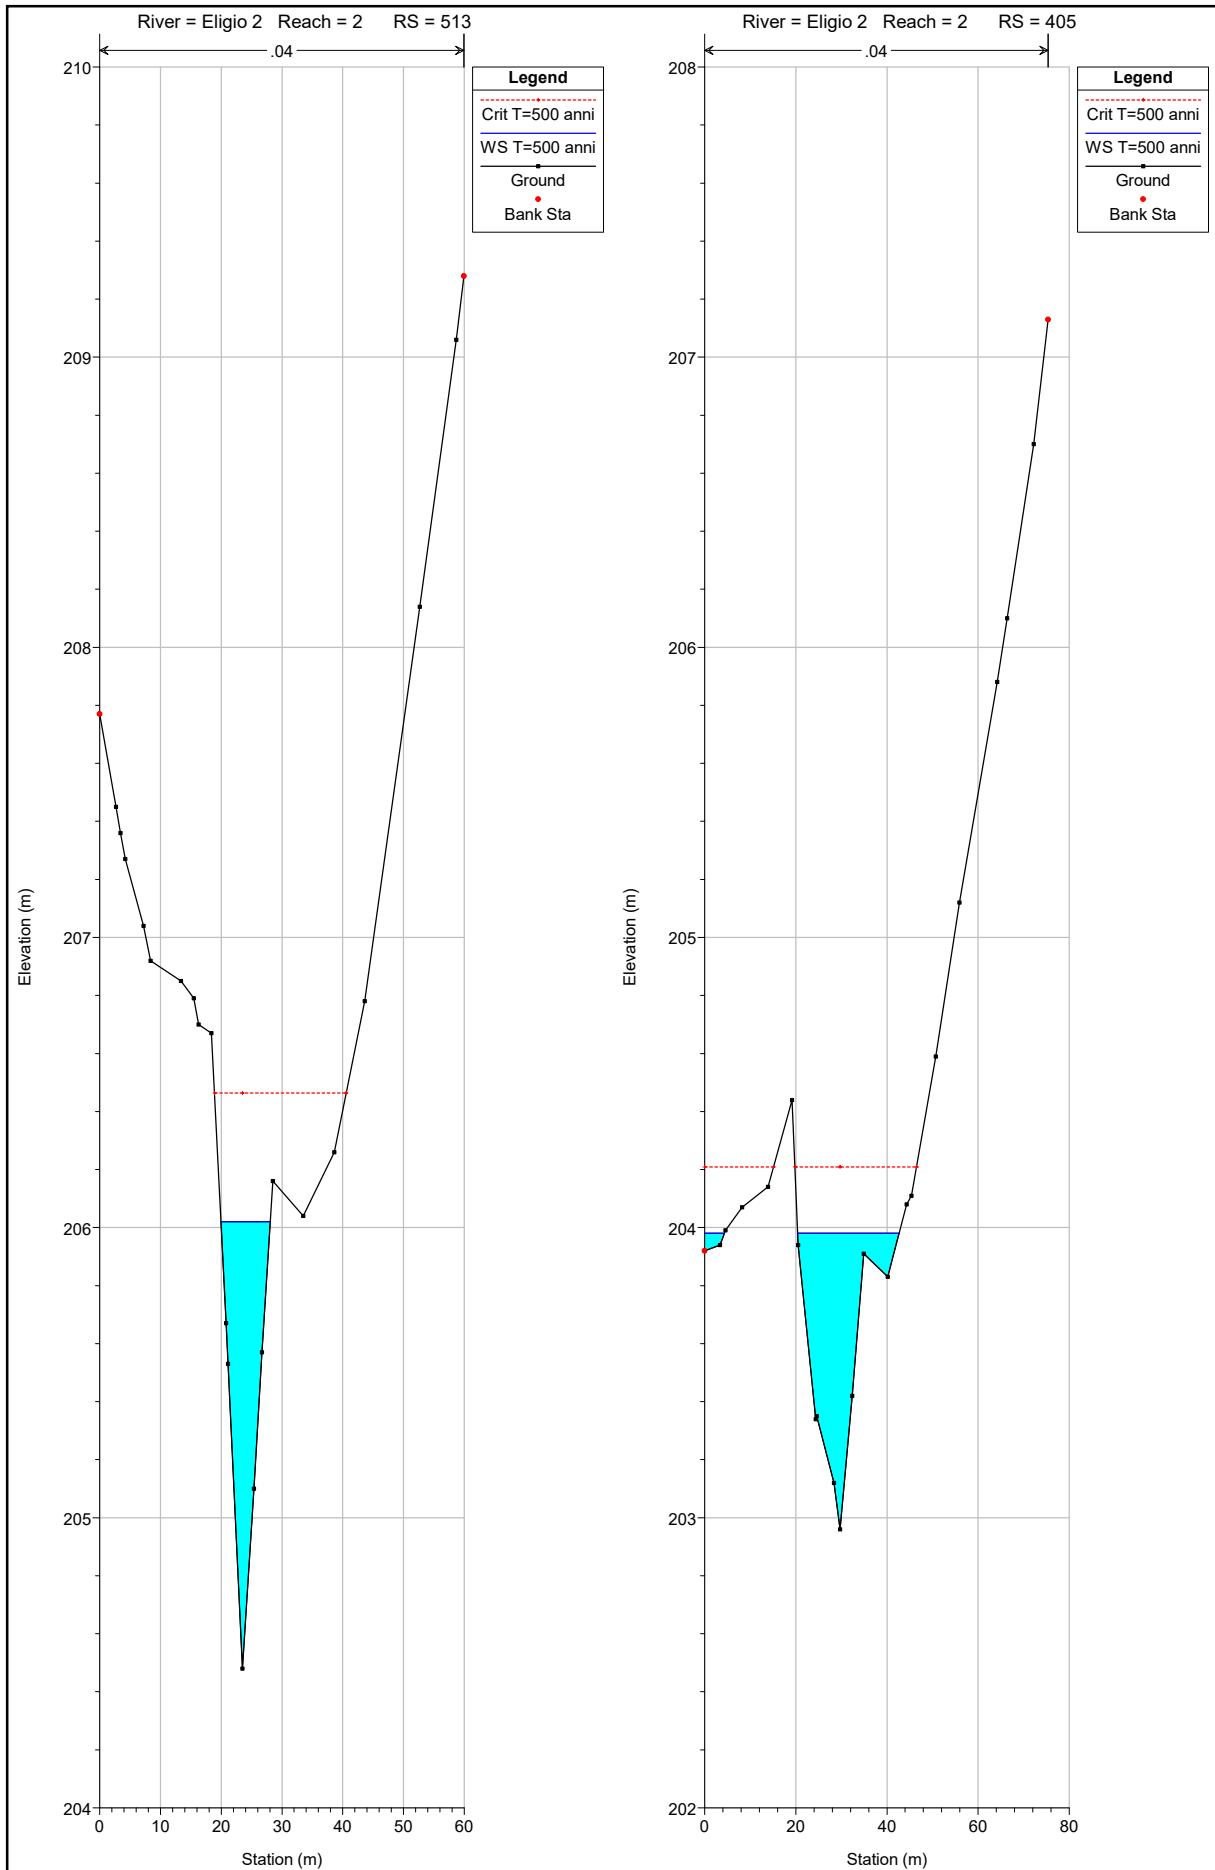 River = Eligio 2 Reach = 2 RS = 513
.04
210
209
208
207
206
205
204
Elevation (m)
0 10 20 30 40 50 60
Station (m)
Legend
Crit T=500 anni
WS T=500 anni
Ground
Bank Sta
River = Eligio 2 Reach = 2 RS = 405
.04
208
207
206
205
204
203
202
Elevation (m)
0 20 40 60 80
Station (m)
Legend
Crit T=500 anni
WS T=500 anni
Ground
Bank Sta